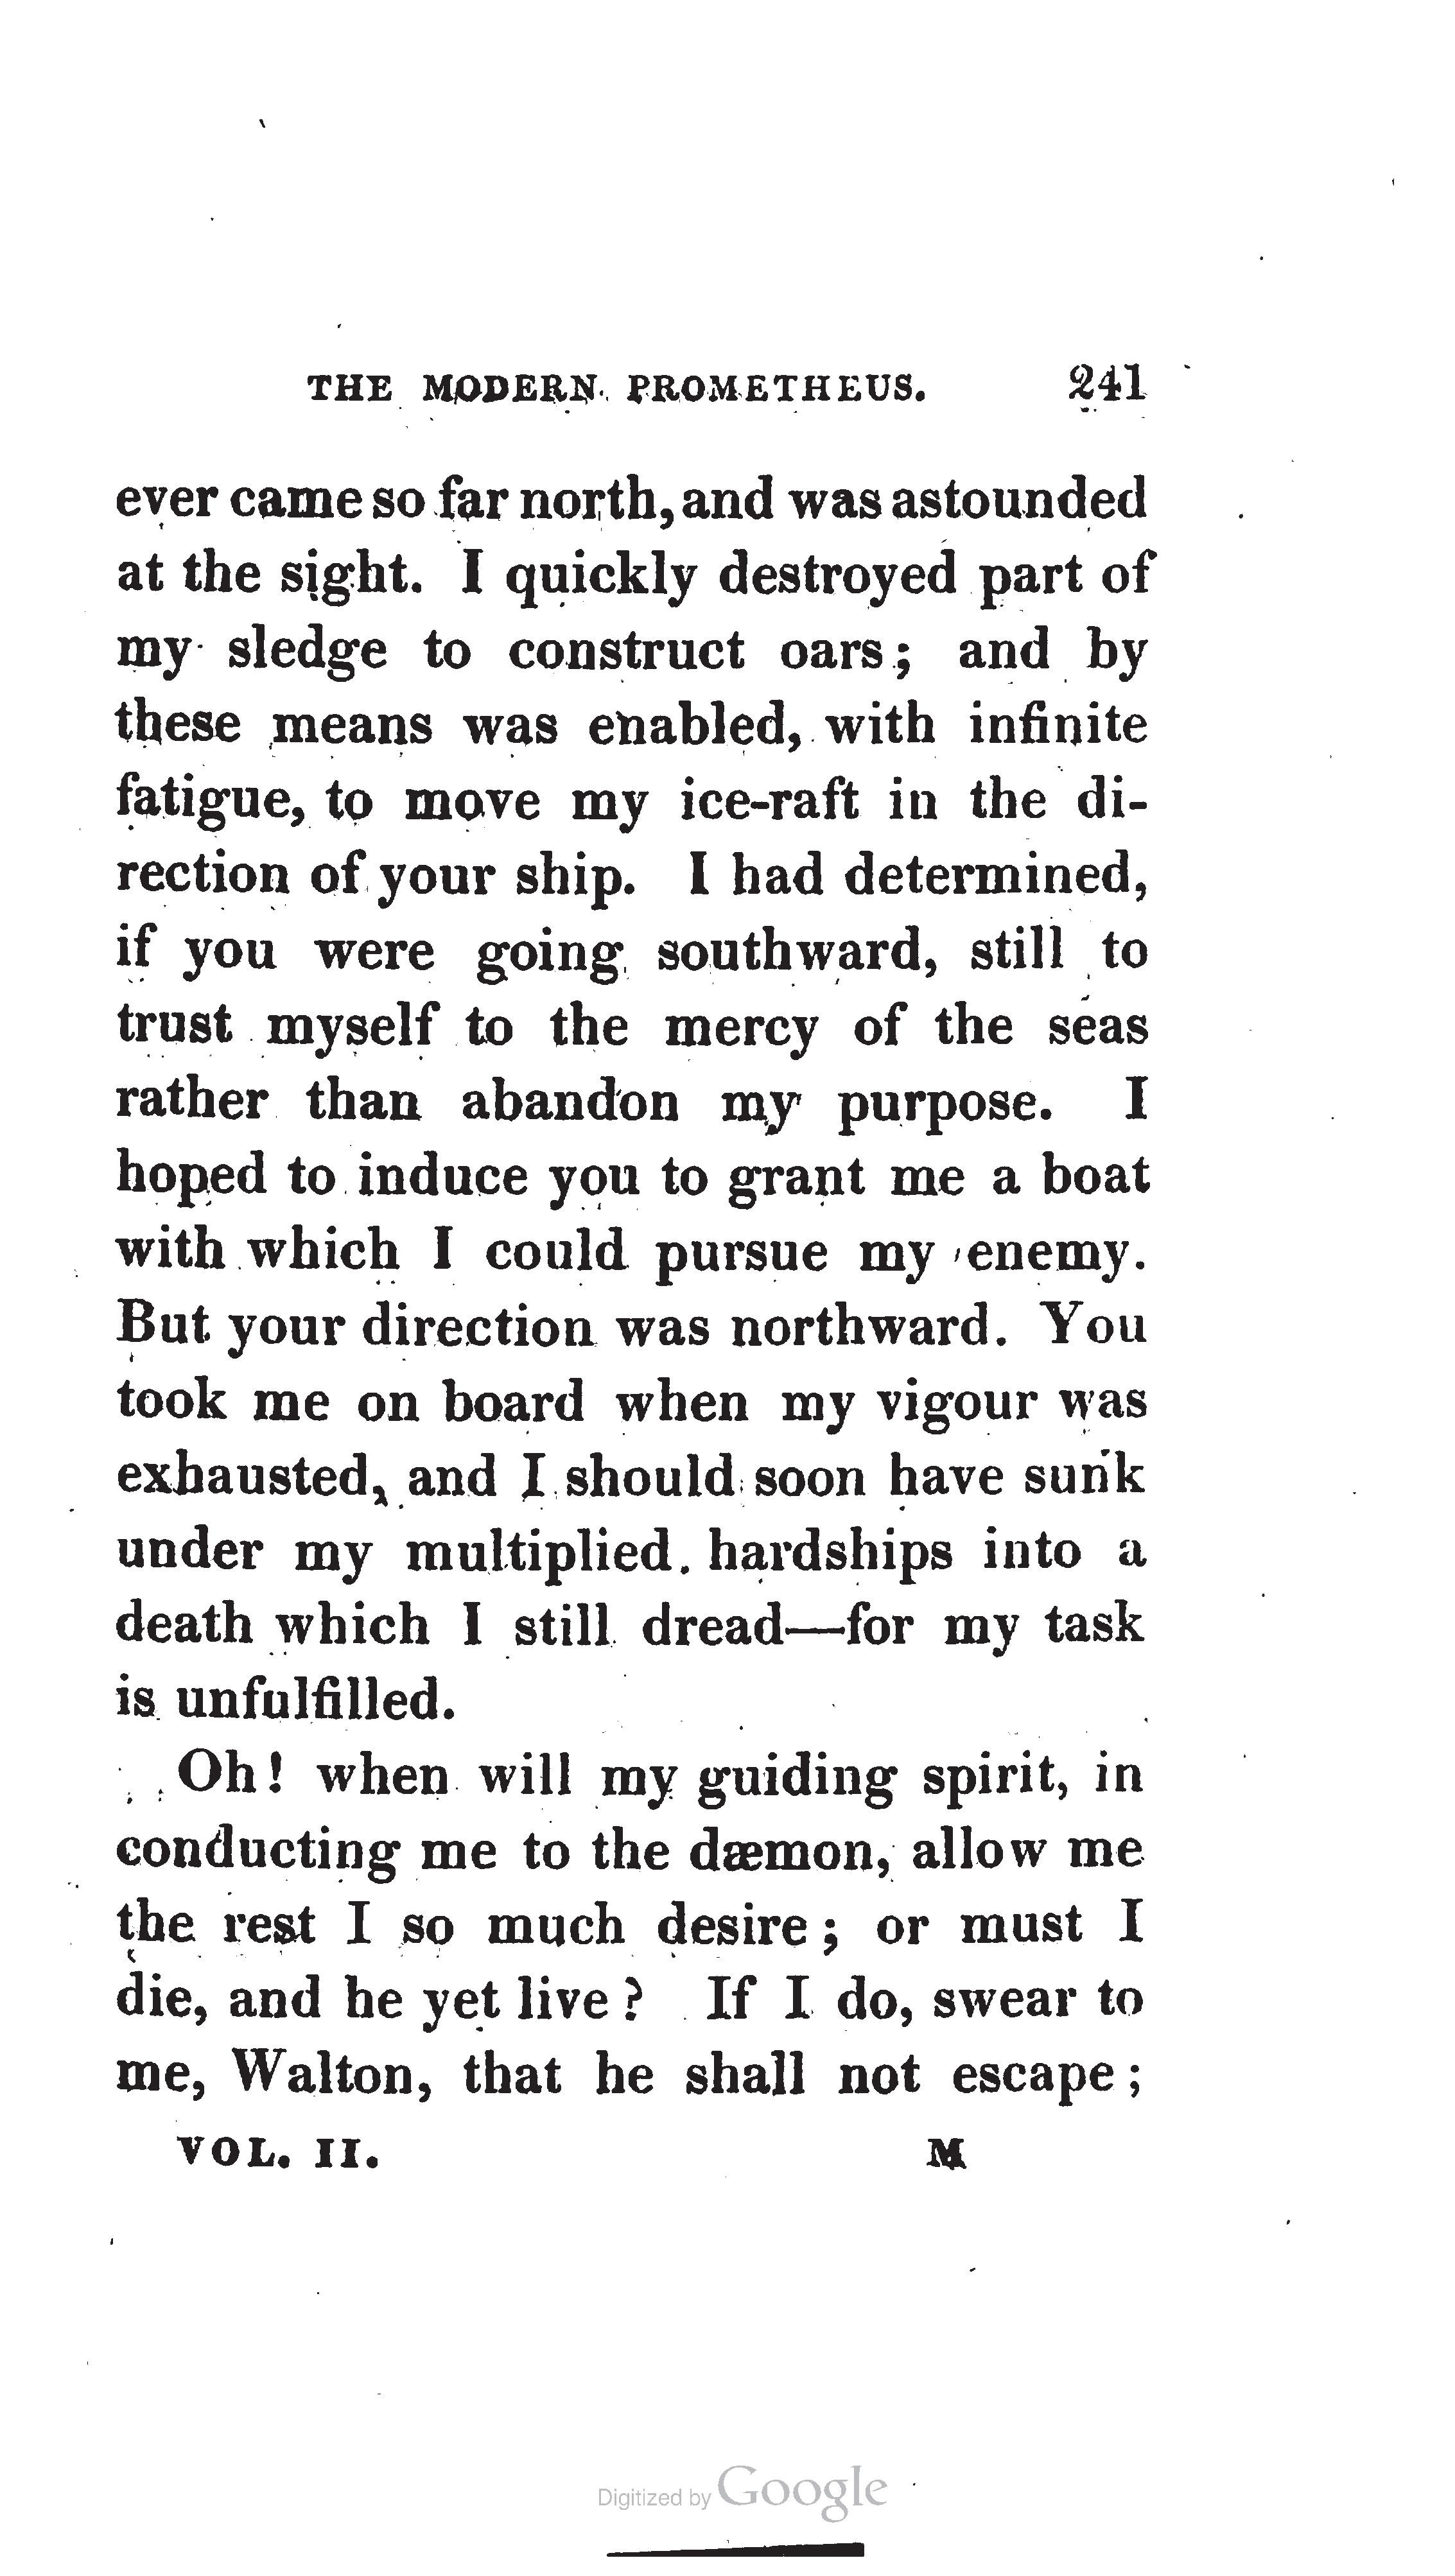 THE MODERN PROMETHEUS. 241
ever came so far north, and was astounded
at the sight. I quickly destroyed part of
my sledge to construct oars; and by
these means was enabled, with infinite
fatigue, to move my ice-raft in the di-
rection of your ship. I had determined,
if you were going southward, still to
trust myself to the mercy of the seas
rather than abandon my purpose. I
hoped to induce you to grant me a boat
with which I could pursue my enemy.
But your direction was northward. You
took me on board when my vigour was
exhausted, and I should soon have sunk
under my multiplied hardships into a
death which I still dread—for my task
is unfulfilled.
Oh! when will my guiding spirit, in
conducting me to the dæmon, allow me
the rest I so much desire; or must I
die, and he yet live? If I do, swear to
me, Walton, that he shall not escape;
VOL. II. M
Digitized by Google